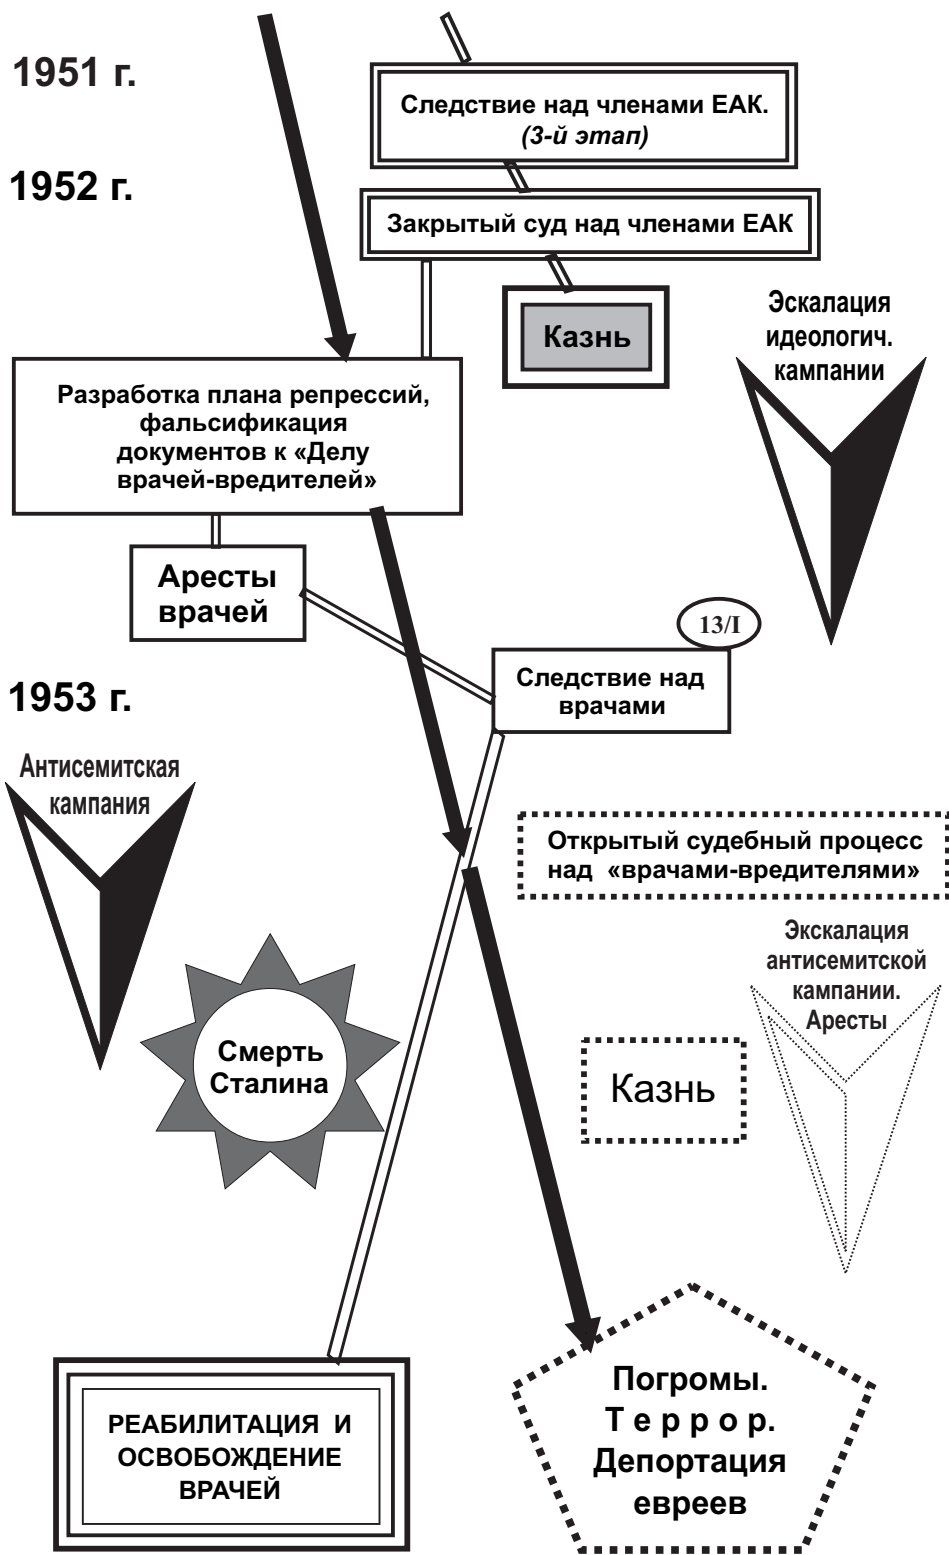 1951 г.
Следствие над членами ЕАК.
(3-й этап)
1952 г.
Закрытый суд над членами ЕАК
Казнь
Эскалация
идеологич.
кампании
Разработка плана репрессий,
фальсификация
документов к «Делу
врачей-вредителей»
Аресты
врачей
13/I
Следствие над
врачами
1953 г.
Антисемитская
кампания
Открытый судебный процесс
над «врачами-вредителями»
Экскалация
антисемитской
кампании.
Аресты
Смерть
Сталина
Казнь
РЕАБИЛИТАЦИЯ И
ОСВОБОЖДЕНИЕ
ВРАЧЕЙ
Погромы.
Т е р р о р.
Депортация
евреев